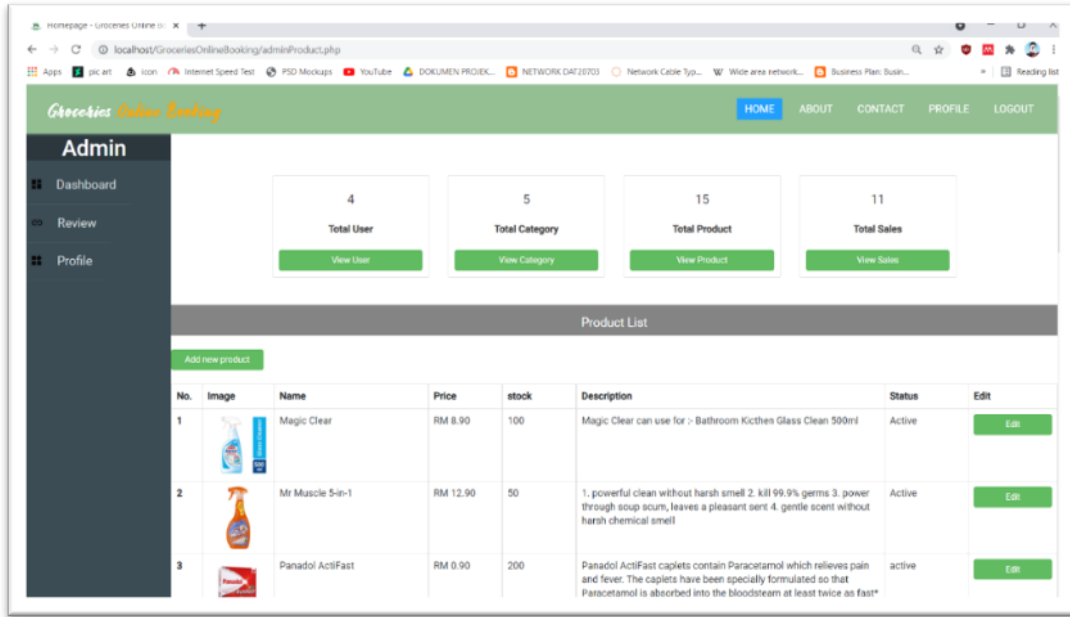 Homepage - Groceries Online Bo
localhost/GroceriesOnlineBooking/adminProduct.php
Apps pic art icon Internet Speed Test PSD Mockups YouTube DOKUMEN PROJEK... NETWORK DAT20703 Network Cable Typ... Wide area network... Business Plan: Busin... » Reading list
Groceries Online Booking HOME ABOUT CONTACT PROFILE LOGOUT
Admin
Dashboard
Review
Profile
4 5 15 11
Total User Total Category Total Product Total Sales
View User View Category View Product View Sales
Product List
Add new product
No. Image Name Price stock Description Status Edit
1 Magic Clear RM 8.90 100 Magic Clear can use for :- Bathroom Kicthen Glass Clean 500ml Active Edit
Glass Cleaner
500 ml
2 Mr Muscle 5-in-1 RM 12.90 50 1. powerful clean without harsh smell 2. kill 99.9% germs 3. power Active Edit
through soup scum, leaves a pleasant sent 4. gentle scent without
harsh chemical smell
3 Panadol ActiFast RM 0.90 200 Panadol ActiFast caplets contain Paracetamol which relieves pain active Edit
and fever. The caplets have been specially formulated so that
Paracetamol is absorbed into the bloodsteam at least twice as fast*
Panadol